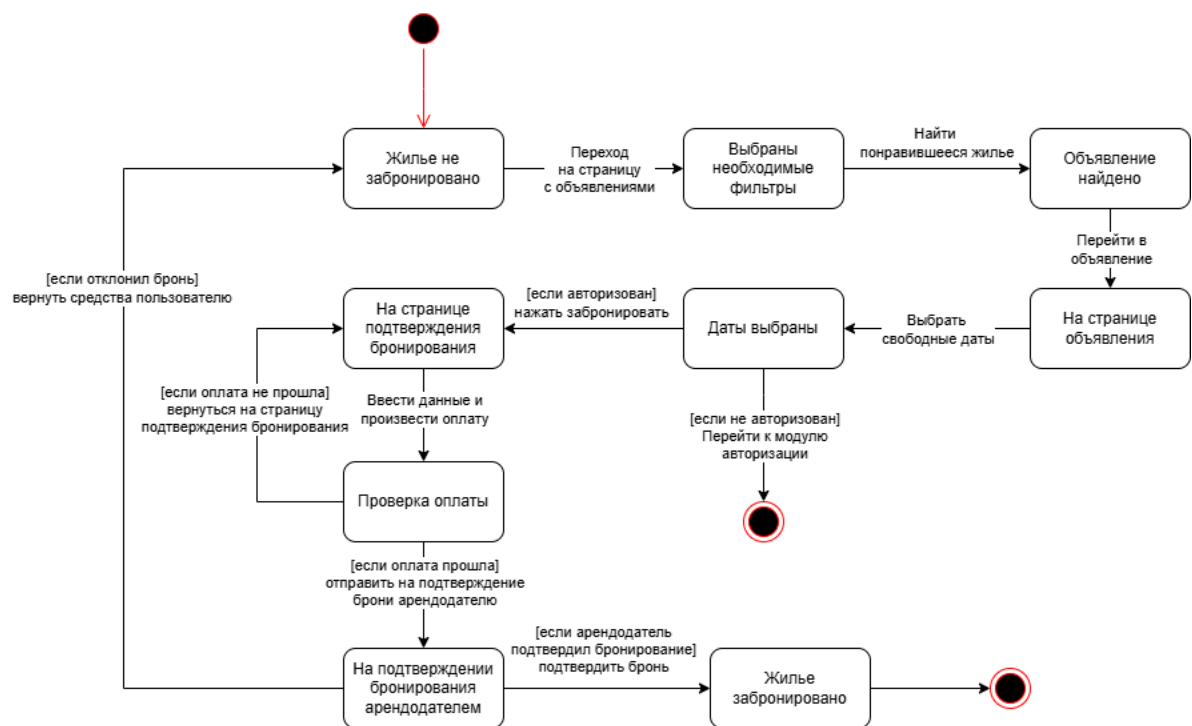 Жилье не
забронировано
Переход
на страницу
с объявлениями
Выбраны
необходимые
фильтры
Найти
понравившееся жилье
Объявление
найдено
Перейти в
объявление
На странице
объявления
Выбрать
свободные даты
Даты выбраны
[если авторизован]
нажать забронировать
На странице
подтверждения
бронирования
[если не авторизован]
Перейти к модулю
авторизации
Ввести данные и
произвести оплату
[если оплата не прошла]
вернуться на страницу
подтверждения бронирования
Проверка оплаты
[если оплата прошла]
отправить на подтверждение
брони арендодателю
На подтверждении
бронирования
арендодателем
[если отклонил бронь]
вернуть средства пользователю
[если арендодатель
подтвердил бронирование]
подтвердить бронь
Жилье
забронировано